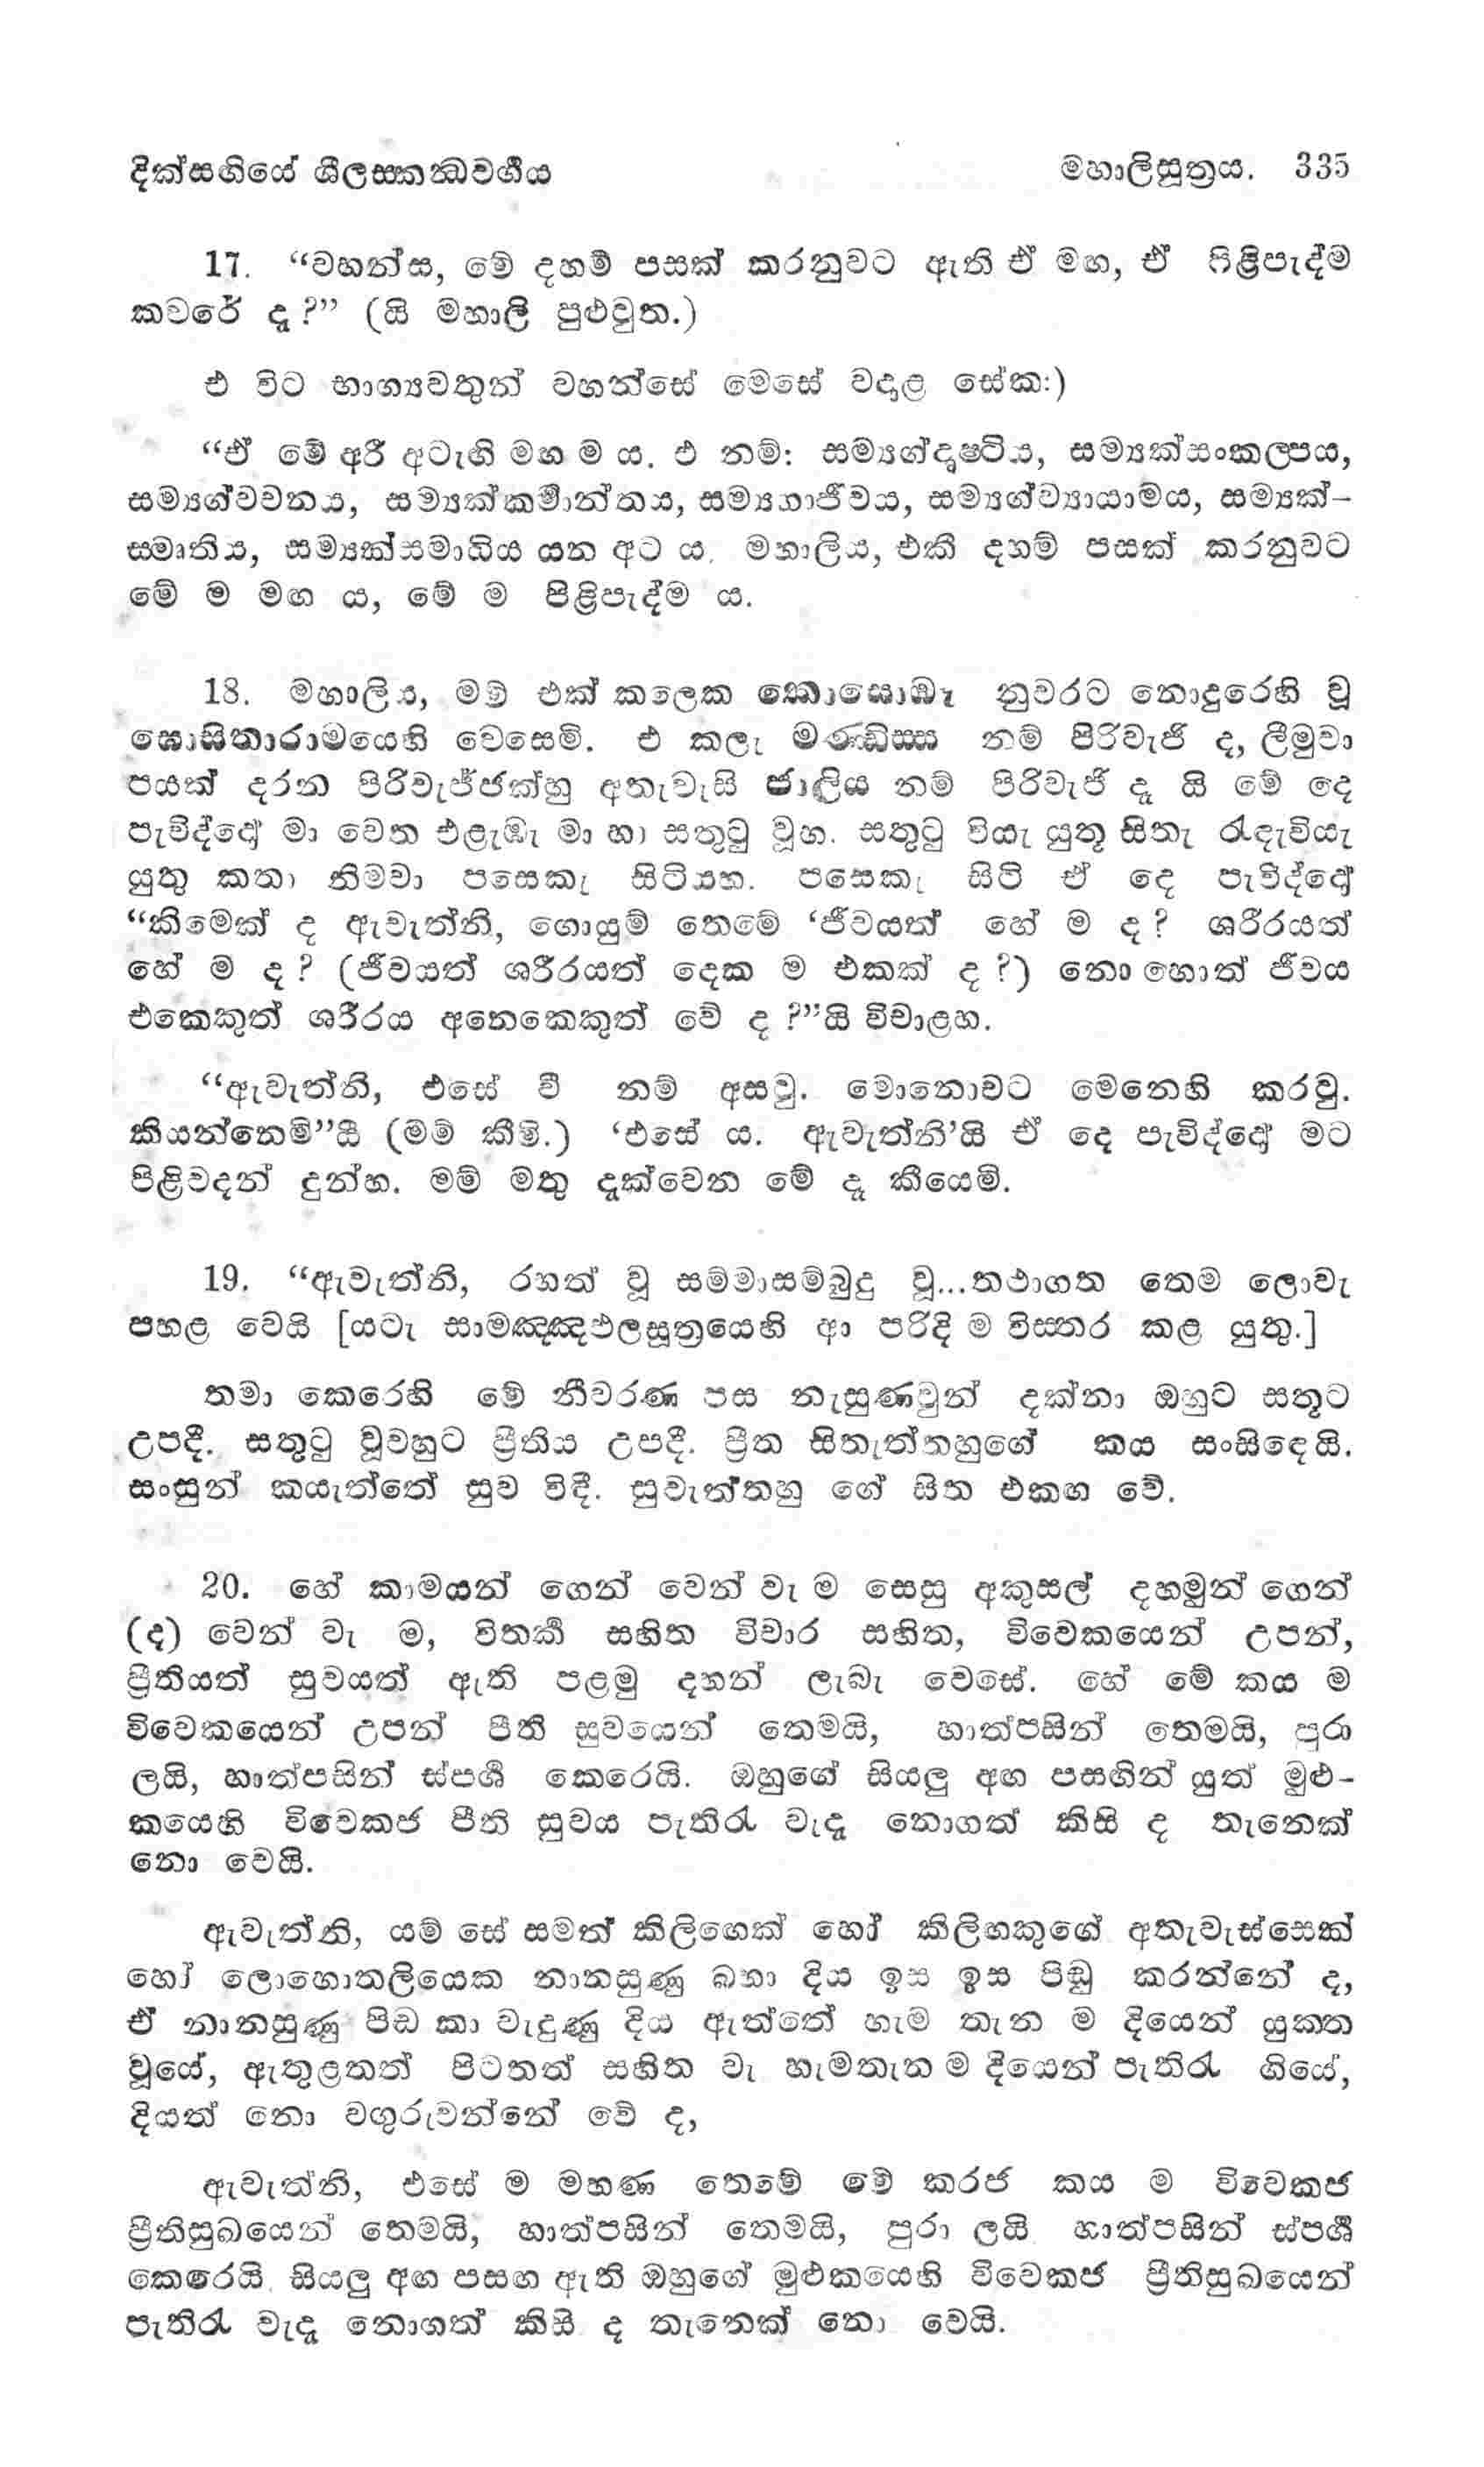 දික්සඟියේ ශීලස්කන්ධවර්ගය මහාලිසූත්‍රය. 335
17. “වහන්ස, මේ දහම් පසක් කරනුවට ඇති ඒ මඟ, ඒ පිළිපැද්ම
කවරේ දැ?” (යි මහාලි පුළුවුත.)
එ විට භාග්‍යවතුන් වහන්සේ මෙසේ වදාළ සේක:)
“ඒ මේ අරී අටැඟි මඟ ම ය. එ නම්: සම්‍යග්දෘෂ්ටිය, සම්‍යක්සංකල්පය,
සම්‍යග්වචනය, සම්‍යක්කර්මාන්තය, සම්‍යගාජීවය, සම්‍යග්ව්‍යායාමය, සම්‍යක්-
ස්මෘතිය, සම්‍යක්සමාධිය යන අට ය. මහාලිය, එකී දහම් පසක් කරනුවට
මේ ම මඟ ය, මේ ම පිළිපැද්ම ය.
18. මහාලිය, මම් එක් කලෙක කොසොඹෑ නුවරට නොදුරෙහි වූ
ඝොසිතාරාමයෙහි වෙසෙමි. එ කලැ මණ්ඩිස්ස නම් පිරිවැජි ද, ලීමුවා
පයක් දරන පිරිවැජ්ජක්හු අතැවැසි ජාලිය නම් පිරිවැජි දැ යි මේ දෙ
පැවිද්දෝ මා වෙත එළැඹැ මා හා සතුටු වූහ. සතුටු වියැ යුතු සිතැ රැඳැවියැ
යුතු කතා නිමවා පසෙකැ සිටියහ. පසෙකැ සිටි ඒ දෙ පැවිද්දෝ
“කිමෙක් ද ඇවැත්නි, ගොයුම් තෙමේ ‘ජීවයත් හේ ම ද? ශරීරයත්
හේ ම ද? (ජීවයත් ශරීරයත් දෙක ම එකක් ද?) නො හොත් ජීවය
එකෙකුත් ශරීරය අනෙකෙකුත් වේ ද?”යි විචාළහ.
“ඇවැත්නි, එසේ වී නම් අසවු. මොනොවට මෙනෙහි කරවු.
කියන්නෙමි”යි (මම් කීමි.) ‘එසේ ය. ඇවැත්නි’යි ඒ දෙ පැවිද්දෝ මට
පිළිවදන් දුන්හ. මම් මතු දැක්වෙන මේ දැ කීයෙමි.
19. “ඇවැත්නි, රහත් වූ සම්මාසම්බුදු වූ...තථාගත තෙම ලොවැ
පහළ වෙයි [යටැ සාමඤ්ඤඵලසූත්‍රයෙහි ආ පරිදි ම විස්තර කළ යුතු.]
තමා කෙරෙහි මේ නීවරණ පස නැසුණවුන් දක්නා ඔහුට සතුට
උපදී. සතුටු වූවහුට ප්‍රීතිය උපදී. ප්‍රීත සිතැත්තහුගේ කය සංසිඳෙයි.
සංසුන් කයැත්තේ සුව විඳී. සුවැත්තහු ගේ සිත එකඟ වේ.
20. හේ කාමයන් ගෙන් වෙන් වැ ම සෙසු අකුසල් දහමුන් ගෙන්
(ද) වෙන් වැ ම, විතර්ක සහිත විචාර සහිත, විවෙකයෙන් උපන්,
ප්‍රීතියත් සුවයත් ඇති පළමු දහන් ලැබැ වෙසේ. හේ මේ කය ම
විවෙකයෙන් උපන් පීති සුවයෙන් තෙමයි, හාත්පසින් තෙමයි, පුරා
ලයි, හාත්පසින් ස්පර්ශ කෙරෙයි. ඔහුගේ සියලු අඟ පසඟින් යුත් මුළු-
කයෙහි විවෙකජ පීති සුවය පැතිරැ වැදැ නොගත් කිසි ද තැනෙක්
නො වෙයි.
ඇවැත්නි, යම් සේ සමත් කිලිඟෙක් හෝ කිලිඟකුගේ අතැවැස්සෙක්
හෝ ලොහොතලියෙක නානසුණු ඛහා දිය ඉස ඉස පිඬු කරන්නේ ද,
ඒ නානසුණු පිඬ කා වැදුණු දිය ඇත්තේ හැම තැන ම දියෙන් යුක්ත
වූයේ, ඇතුළතත් පිටතත් සහිත වැ හැමතැන ම දියෙන් පැතිරැ ගියේ,
දියත් නො වගුරුවන්නේ වේ ද,
ඇවැත්නි, එසේ ම මහණ තෙමේ මේ කරජ කය ම විවෙකජ
ප්‍රීතිසුඛයෙන් තෙමයි, හාත්පසින් තෙමයි, පුරා ලයි හාත්පසින් ස්පර්ශ
කෙරෙයි. සියලු අඟ පසඟ ඇති ඔහුගේ මුළුකයෙහි විවෙකජ ප්‍රීතිසුඛයෙන්
පැතිරැ වැදැ නොගත් කිසි ද තැනෙක් නො වෙයි.